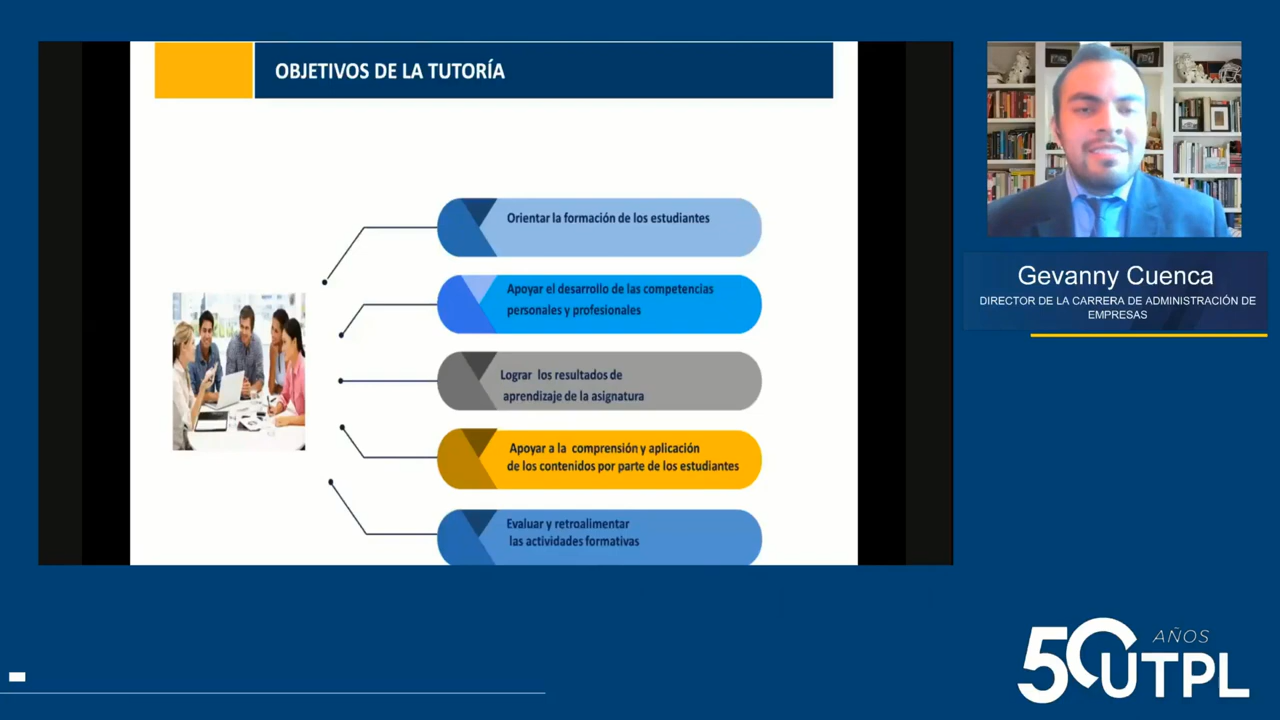 OBJETIVOS DE LA TUTORÍA
Orientar la formación de los estudiantes
Apoyar el desarrollo de las competencias
personales y profesionales
Lograr los resultados de
aprendizaje de la asignatura
Apoyar a la comprensión y aplicación
de los contenidos por parte de los estudiantes
Evaluar y retroalimentar
las actividades formativas
Gevanny Cuenca
DIRECTOR DE LA CARRERA DE ADMINISTRACIÓN DE
EMPRESAS
50 AÑOS
UTPL